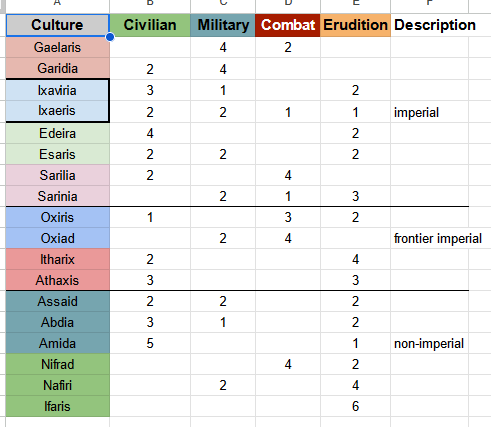 A B C D E F
Culture Civilian Military Combat Erudition Description
Gaelaris 4 2
Garidia 2 4
Ixaviria 3 1 2
Ixaeris 2 2 1 1 imperial
Edeira 4 2
Esaris 2 2 2
Sarilia 2 4
Sarinia 2 1 3
Oxiris 1 3 2
Oxiad 2 4 frontier imperial
Itharix 2 4
Athaxis 3 3
Assaid 2 2 2
Abdia 3 1 2
Amida 5 1 non-imperial
Nifrad 4 2
Nafiri 2 4
Ifaris 6